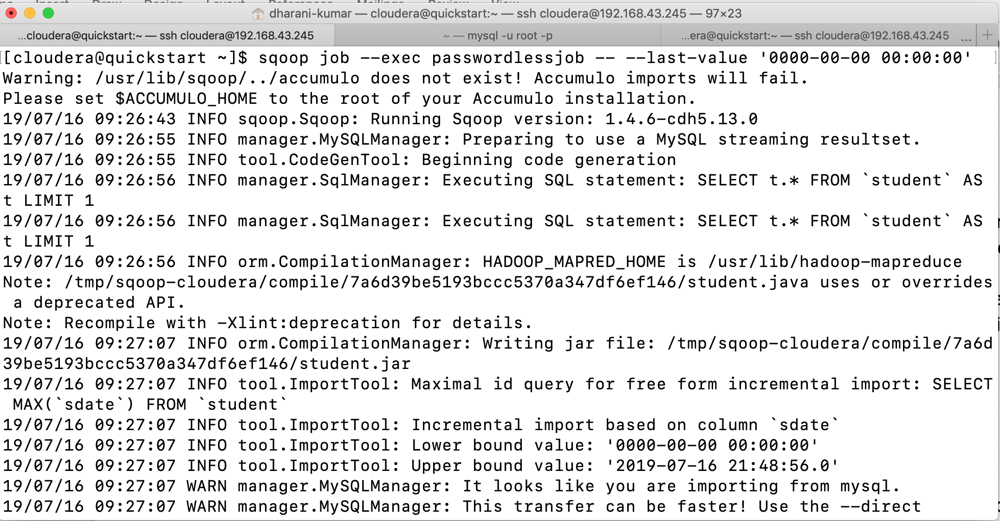 dharani-kumar — cloudera@quickstart:~ — ssh cloudera@192.168.43.245 — 97×23
...cloudera@quickstart:~ — ssh cloudera@192.168.43.245
~ — mysql -u root -p
...era@quickstart:~ — ssh cloudera@192.168.43.245 ...
[cloudera@quickstart ~]$ sqoop job --exec passwordlessjob -- --last-value '0000-00-00 00:00:00'
Warning: /usr/lib/sqoop/../accumulo does not exist! Accumulo imports will fail.
Please set $ACCUMULO_HOME to the root of your Accumulo installation.
19/07/16 09:26:43 INFO sqoop.Sqoop: Running Sqoop version: 1.4.6-cdh5.13.0
19/07/16 09:26:55 INFO manager.MySQLManager: Preparing to use a MySQL streaming resultset.
19/07/16 09:26:55 INFO tool.CodeGenTool: Beginning code generation
19/07/16 09:26:56 INFO manager.SqlManager: Executing SQL statement: SELECT t.* FROM `student` AS
t LIMIT 1
19/07/16 09:26:56 INFO manager.SqlManager: Executing SQL statement: SELECT t.* FROM `student` AS
t LIMIT 1
19/07/16 09:26:56 INFO orm.CompilationManager: HADOOP_MAPRED_HOME is /usr/lib/hadoop-mapreduce
Note: /tmp/sqoop-cloudera/compile/7a6d39be5193bccc5370a347df6ef146/student.java uses or overrides
a deprecated API.
Note: Recompile with -Xlint:deprecation for details.
19/07/16 09:27:07 INFO orm.CompilationManager: Writing jar file: /tmp/sqoop-cloudera/compile/7a6d
39be5193bccc5370a347df6ef146/student.jar
19/07/16 09:27:07 INFO tool.ImportTool: Maximal id query for free form incremental import: SELECT
MAX(`sdate`) FROM `student`
19/07/16 09:27:07 INFO tool.ImportTool: Incremental import based on column `sdate`
19/07/16 09:27:07 INFO tool.ImportTool: Lower bound value: '0000-00-00 00:00:00'
19/07/16 09:27:07 INFO tool.ImportTool: Upper bound value: '2019-07-16 21:48:56.0'
19/07/16 09:27:07 WARN manager.MySQLManager: It looks like you are importing from mysql.
19/07/16 09:27:07 WARN manager.MySQLManager: This transfer can be faster! Use the --direct